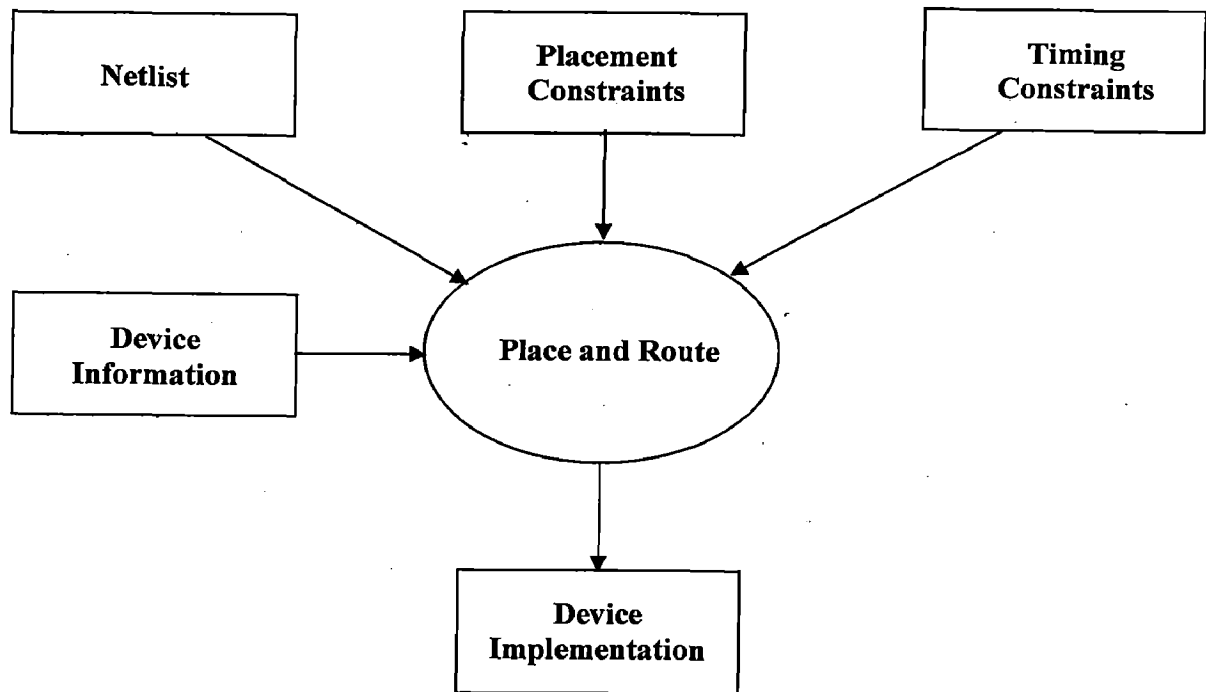 Netlist
Placement
Constraints
Timing
Constraints
Device
Information
Place and Route
Device
Implementation